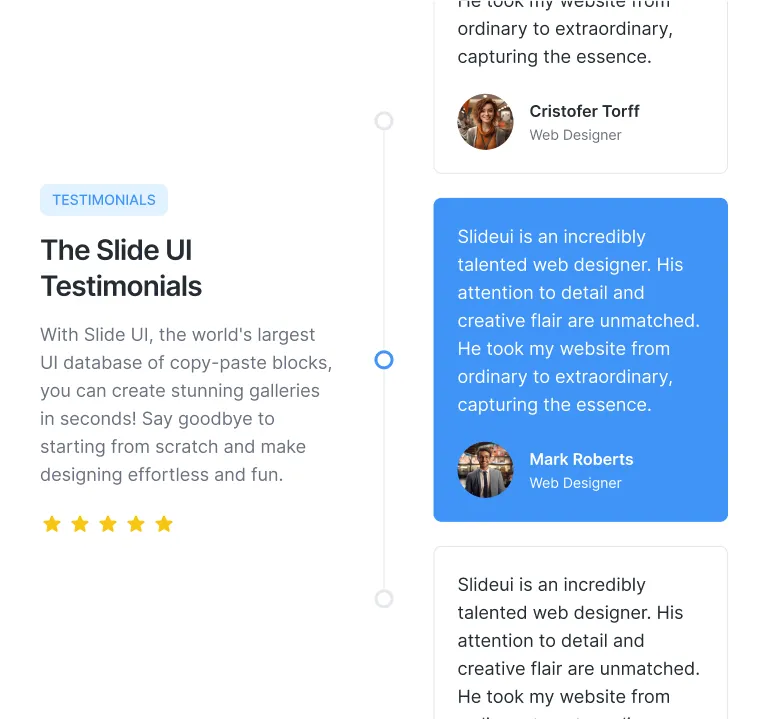 TESTIMONIALS
The Slide UI
Testimonials
With Slide UI, the world's largest
UI database of copy-paste blocks,
you can create stunning galleries
in seconds! Say goodbye to
starting from scratch and make
designing effortless and fun.
He took my website from
ordinary to extraordinary,
capturing the essence.
Cristofer Torff
Web Designer
Slideui is an incredibly
talented web designer. His
attention to detail and
creative flair are unmatched.
He took my website from
ordinary to extraordinary,
capturing the essence.
Mark Roberts
Web Designer
Slideui is an incredibly
talented web designer. His
attention to detail and
creative flair are unmatched.
He took my website from